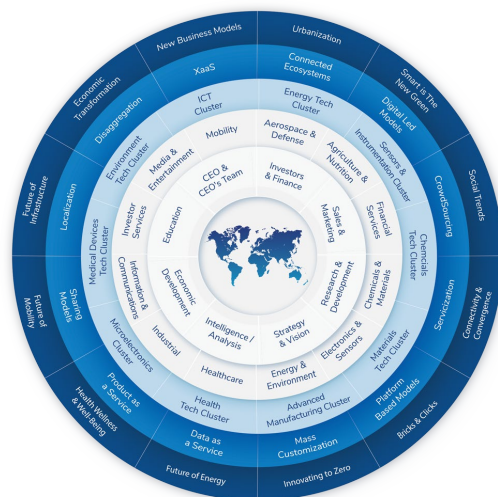 New Business Models
Urbanization
Smart is The
New Green
Social Trends
Connectivity &
Convergence
Bricks & Clicks
Innovating to Zero
Future of Energy
Health Wellness
& Well Being
Future of
Mobility
Future of
Infrastructure
Economic
Transformation
XaaS
Connected
Ecosystems
Digital Led
Models
CrowdSourcing
Servicization
Platform
Based Models
Mass
Customization
Data as
a Service
Product as
a Service
Sharing
Models
Localization
Disaggregation
ICT
Cluster
Energy Tech
Cluster
Sensors &
Instrumentation Cluster
Chemcials
Tech Cluster
Materials
Tech Cluster
Advanced
Manufacturing Cluster
Health
Tech Cluster
Microelectronics
Cluster
Medical Devices
Tech Cluster
Environment
Tech Cluster
Mobility
Aerospace &
Defense
Agriculture &
Nutrition
Financial
Services
Chemicals &
Materials
Electronics &
Sensors
Energy &
Environment
Healthcare
Industrial
Information &
Communications
Investor
Services
Media &
Entertainment
CEO &
CEO's Team
Investors
& Finance
Sales &
Marketing
Research &
Development
Strategy
& Vision
Intelligence /
Analysis
Economic
Development
Education